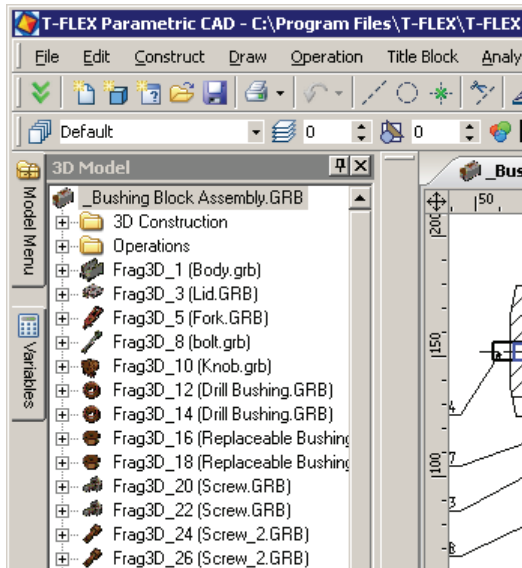 T-FLEX Parametric CAD - C:\Program Files\T-FLEX\T-FLEX
File Edit Construct Draw Operation Title Block Analy
Default 0 0
3D Model
_Bus
Model Menu
Variables
_Bushing Block Assembly.GRB
3D Construction
Operations
Frag3D_1 (Body.grb)
Frag3D_3 (Lid.GRB)
Frag3D_5 (Fork.GRB)
Frag3D_8 (bolt.grb)
Frag3D_10 (Knob.grb)
Frag3D_12 (Drill Bushing.GRB)
Frag3D_14 (Drill Bushing.GRB)
Frag3D_16 (Replaceable Bushing
Frag3D_18 (Replaceable Bushing
Frag3D_20 (Screw.GRB)
Frag3D_22 (Screw.GRB)
Frag3D_24 (Screw_2.GRB)
Frag3D_26 (Screw_2.GRB)
50
200
150
100
4
7
3
8